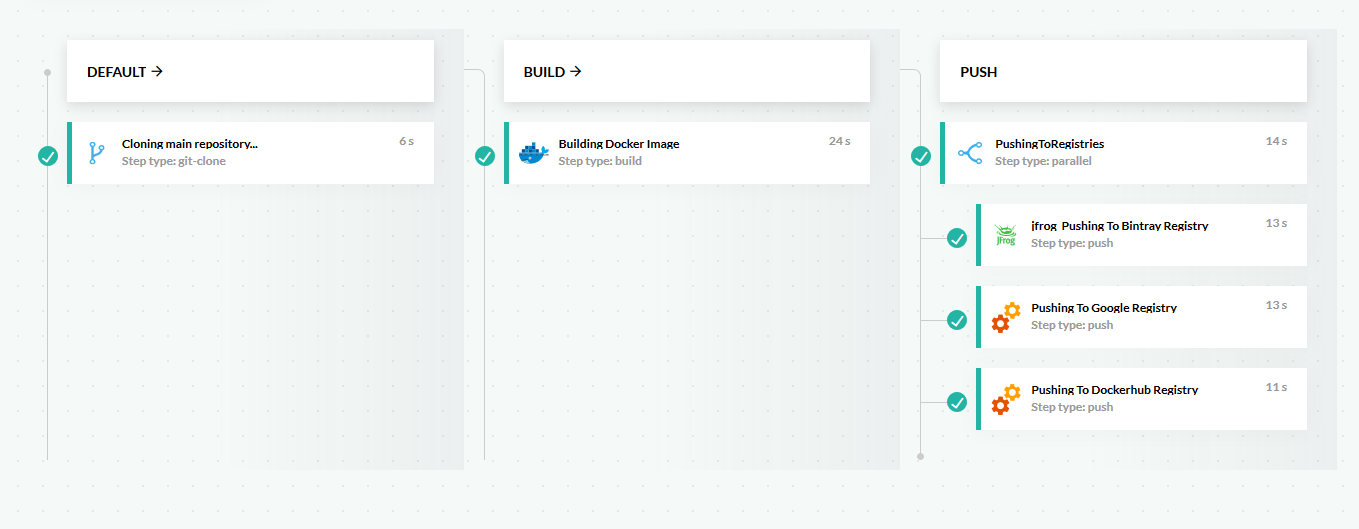 DEFAULT →
Cloning main repository...
6 s
Step type: git-clone
BUILD →
Building Docker Image
24 s
Step type: build
PUSH
PushingToRegistries
14 s
Step type: parallel
jfrog Pushing To Bintray Registry
13 s
Step type: push
JFrog
Pushing To Google Registry
13 s
Step type: push
Pushing To Dockerhub Registry
11 s
Step type: push